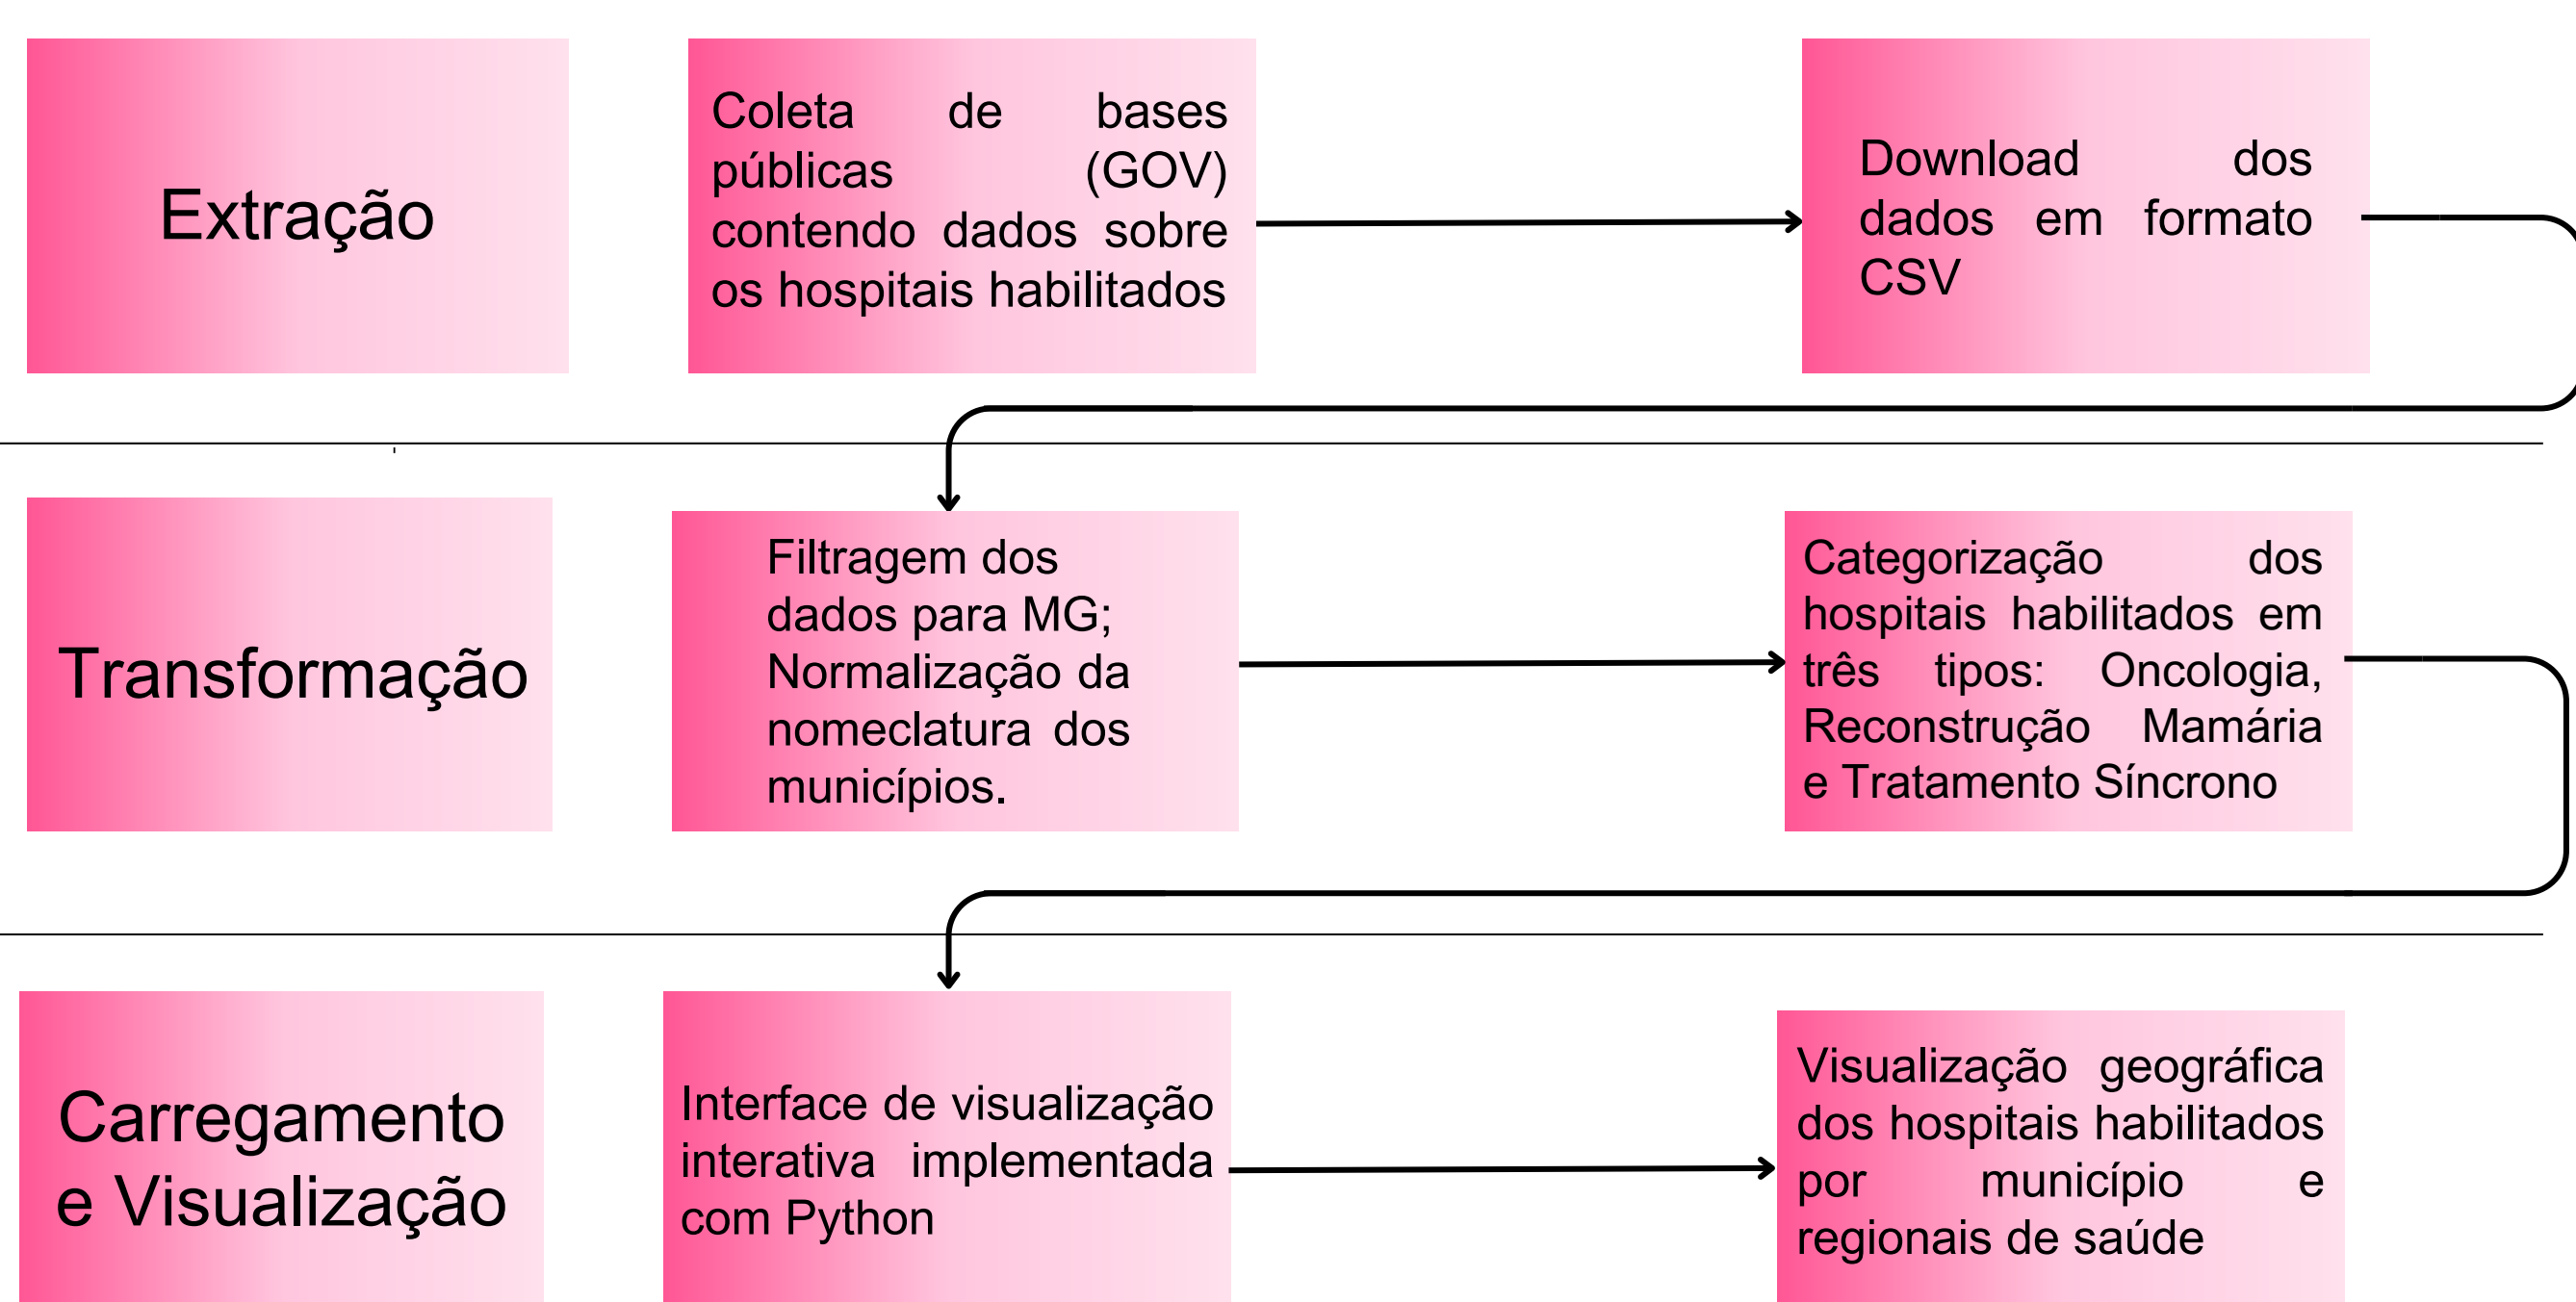 Extração
Coleta de bases
públicas (GOV)
contendo dados sobre
os hospitais habilitados
Download dos
dados em formato
CSV
Transformação
Filtragem dos
dados para MG;
Normalização da
nomeclatura dos
municípios.
Categorização dos
hospitais habilitados em
três tipos: Oncologia,
Reconstrução Mamária
e Tratamento Síncrono
Carregamento
e Visualização
Interface de visualização
interativa implementada
com Python
Visualização geográfica
dos hospitais habilitados
por município e
regionais de saúde